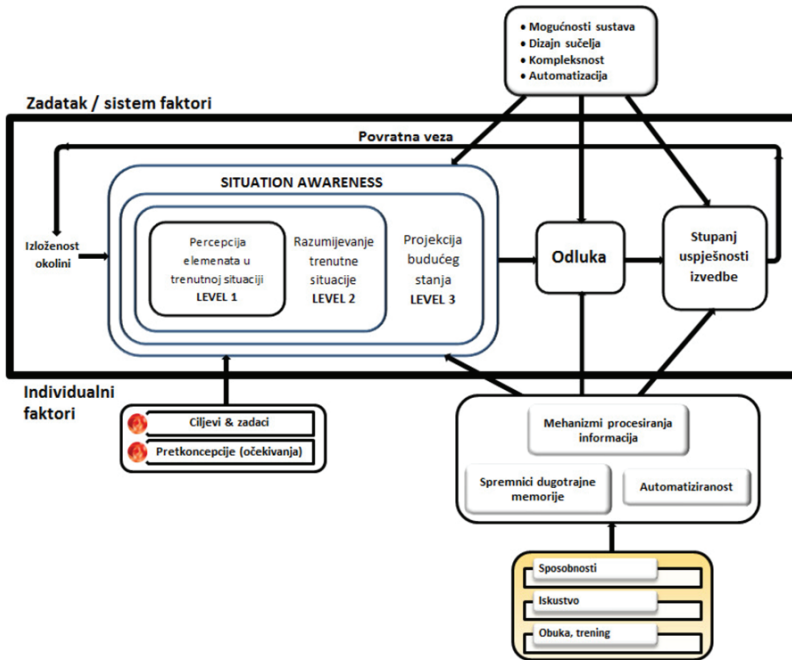 • Mogućnosti sustava
• Dizajn sučelja
• Kompleksnost
• Automatizacija
Zadatak / sistem faktori
Povratna veza
SITUATION AWARENESS
Izloženost
okolini
Percepcija
elemenata u
trenutnoj situaciji
LEVEL 1
Razumijevanje
trenutne
situacije
LEVEL 2
Projekcija
budućeg
stanja
LEVEL 3
Odluka
Stupanj
uspješnosti
izvedbe
Individualni
faktori
Ciljevi & zadaci
Pretkoncepcije (očekivanja)
Mehanizmi procesiranja
informacija
Spremnici dugotrajne
memorije
Automatiziranost
Sposobnosti
Iskustvo
Obuka, trening